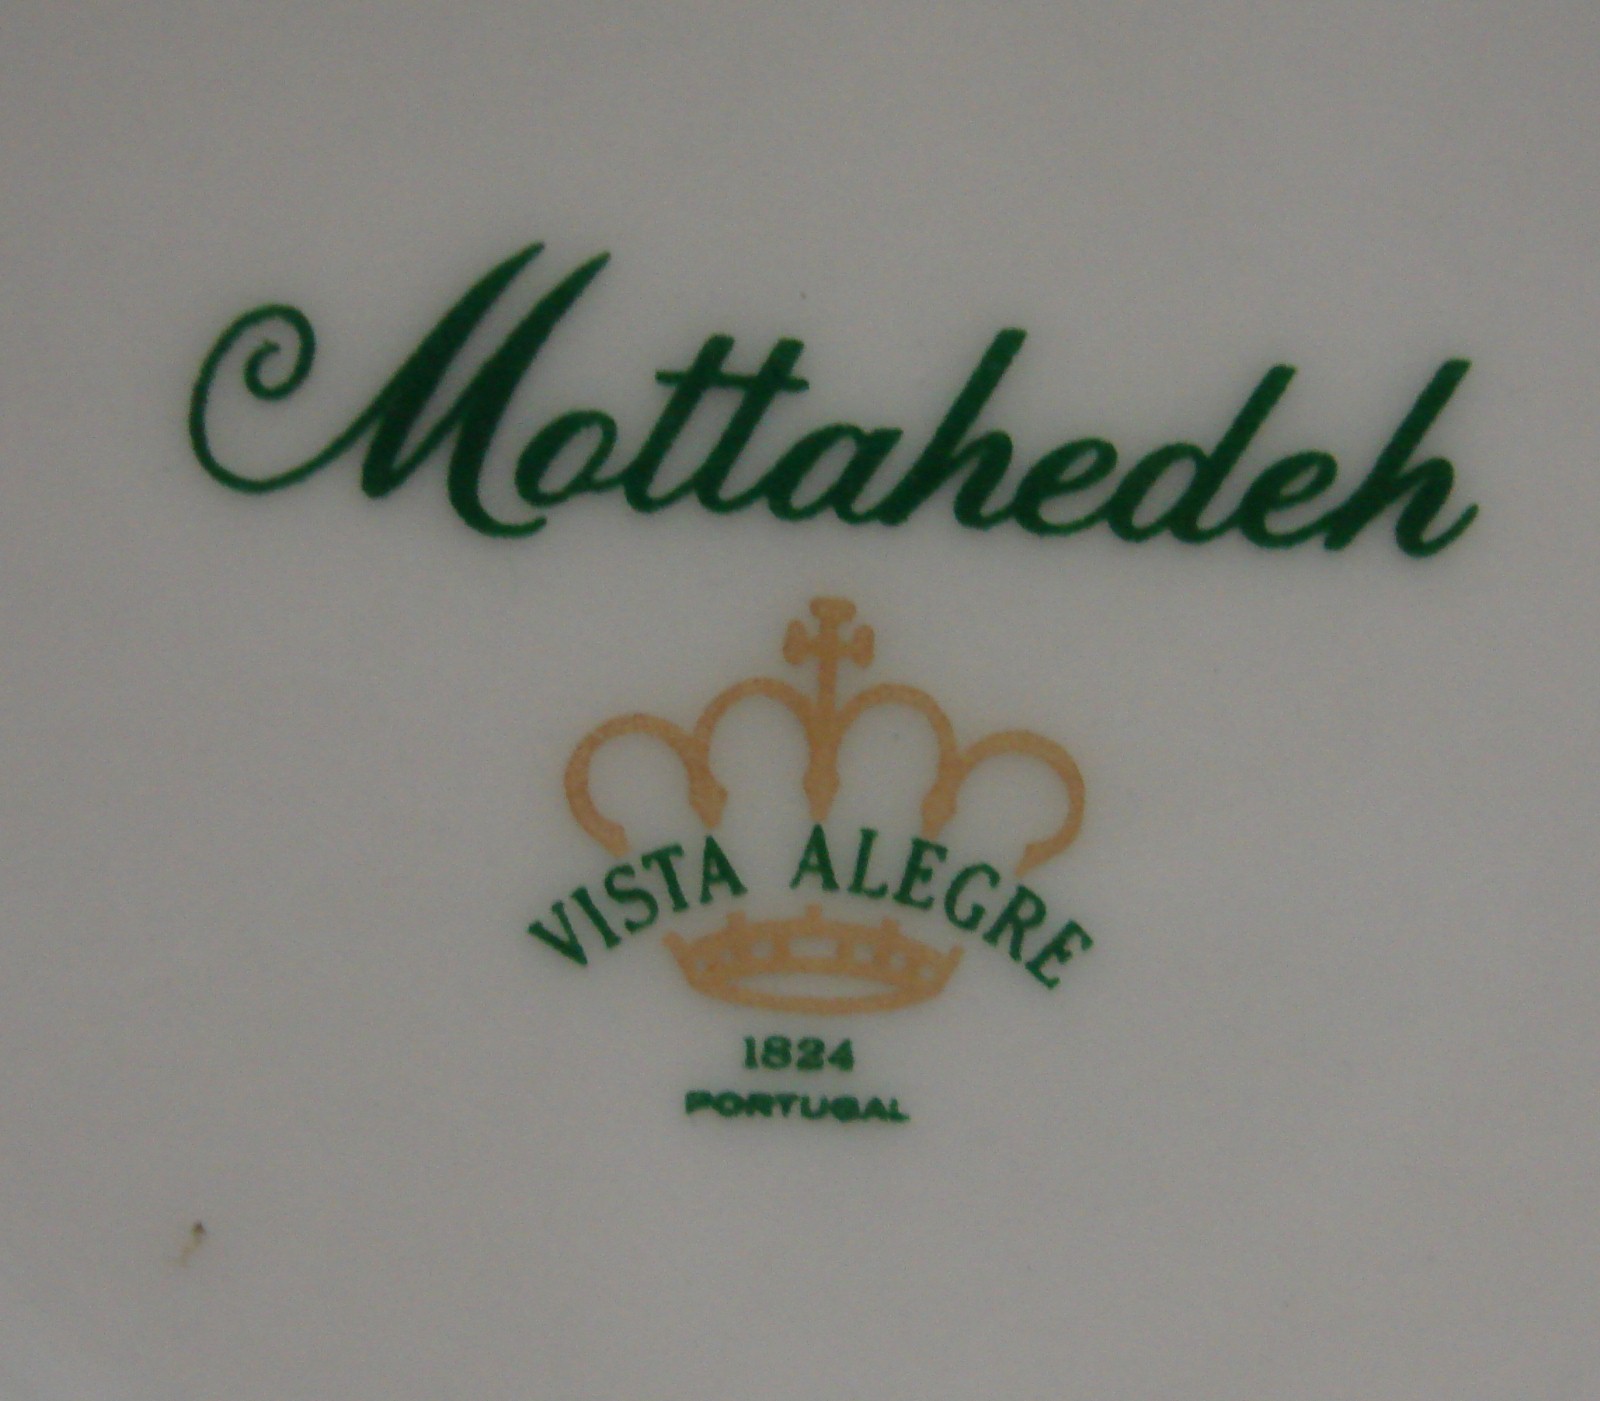 Mottahedeh
VISTA ALEGRE
1824
PORTUGAL